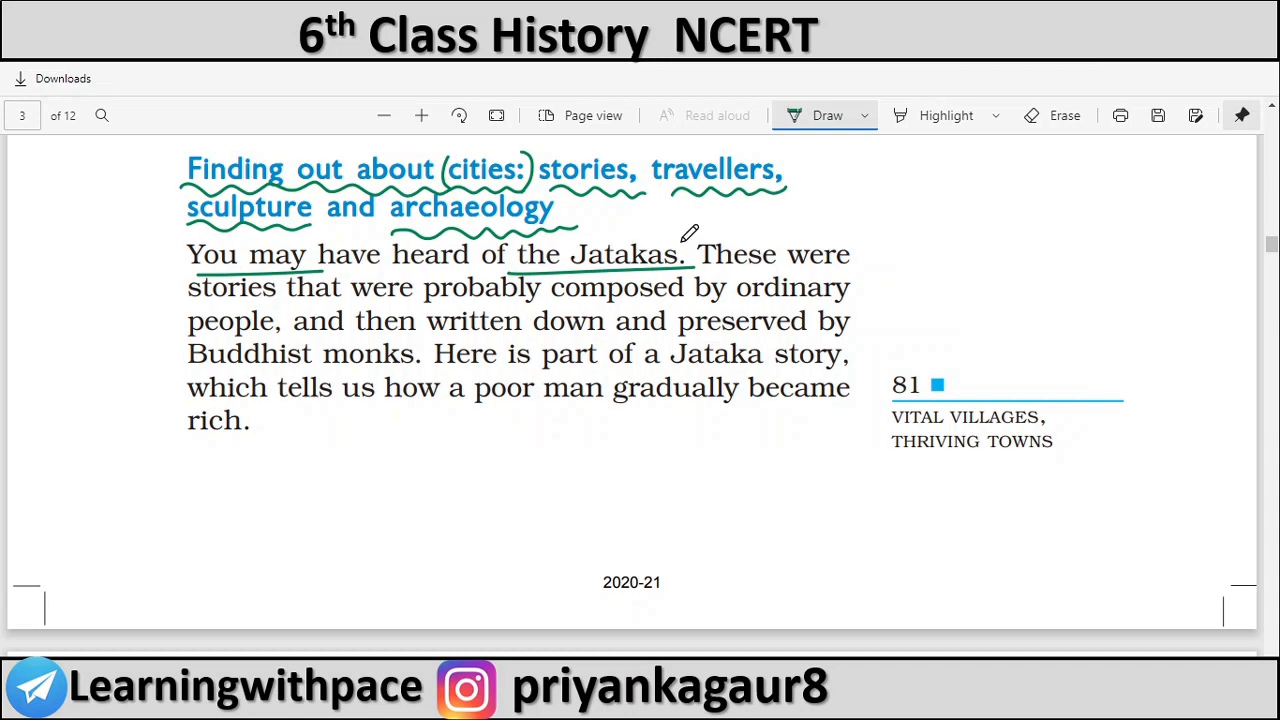 6th Class History NCERT
Downloads
3 of 12 Page view Read aloud Draw Highlight Erase
Finding out about cities: stories, travellers,
sculpture and archaeology
You may have heard of the Jatakas. These were
stories that were probably composed by ordinary
people, and then written down and preserved by
Buddhist monks. Here is part of a Jataka story,
which tells us how a poor man gradually became
rich.
81
VITAL VILLAGES,
THRIVING TOWNS
2020-21
Learningwithpace priyankagaur8